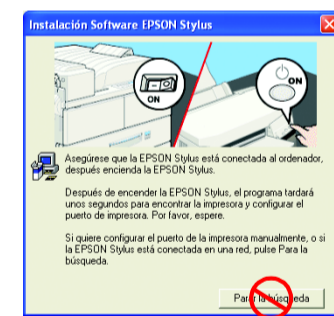 Instalación Software EPSON Stylus
ON
ON
Asegúrese que la EPSON Stylus está conectada al ordenador,
después encienda la EPSON Stylus.
Después de encender la EPSON Stylus, el programa tardará
unos segundos para encontrar la impresora y configurar el
puerto de impresora. Por favor, espere.
Si quiere configurar el puerto de la impresora manualmente, o si
la EPSON Stylus está conectada en una red, pulse Para la
búsqueda.
Parar la búsqueda